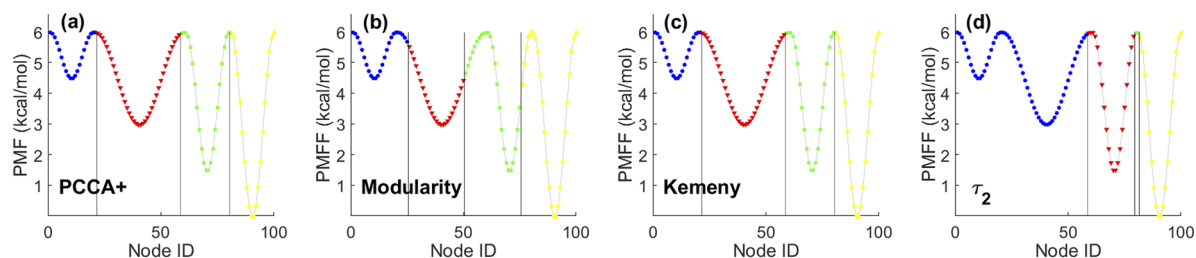 (a)
PMF (kcal/mol)
6
5
4
3
2
1
PCCA+
0
50
100
Node ID
(b)
PMFF (kcal/mol)
6
5
4
3
2
1
Modularity
0
50
100
Node ID
(c)
PMFF (kcal/mol)
6
5
4
3
2
1
Kemeny
0
50
100
Node ID
(d)
PMFF (kcal/mol)
6
5
4
3
2
1
τ2
0
50
100
Node ID